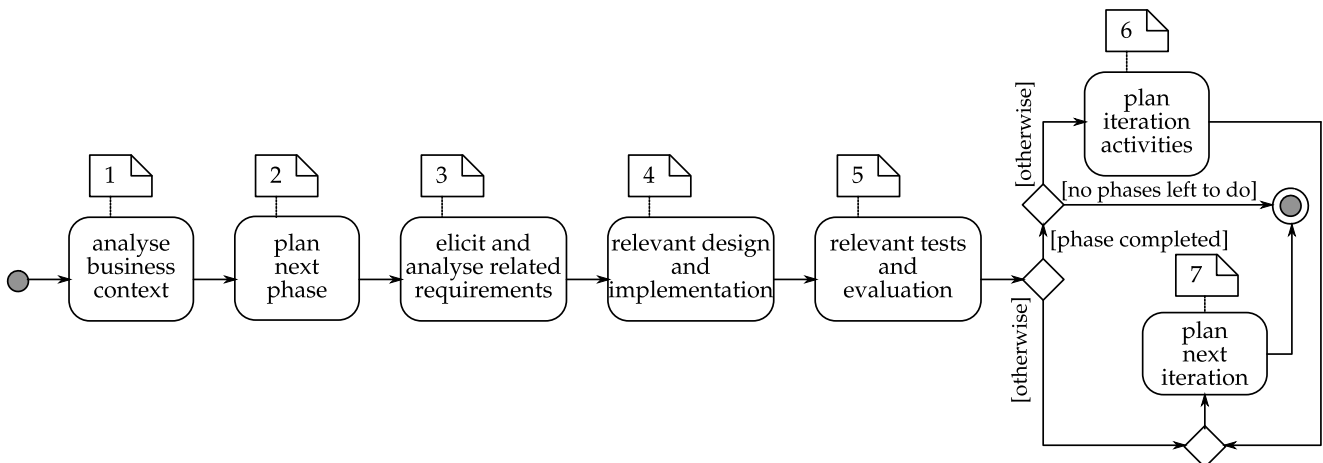 1
analyse
business
context
2
plan
next
phase
3
elicit and
analyse related
requirements
4
relevant design
and
implementation
5
relevant tests
and
evaluation
[otherwise]
6
plan
iteration
activities
[no phases left to do]
[phase completed]
[otherwise]
7
plan
next
iteration